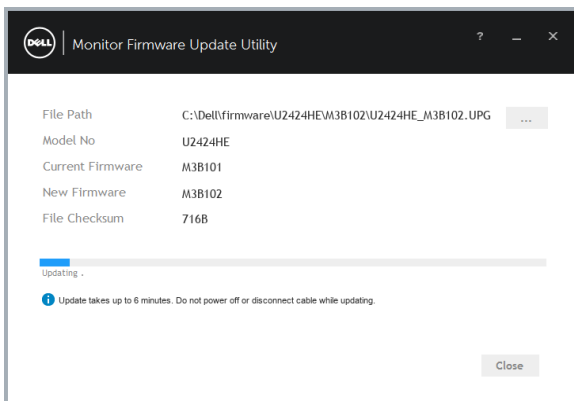 DELL Monitor Firmware Update Utility ? _ X
File Path C:\Dell\firmware\U2424HE\M3B102\U2424HE_M3B102.UPG ...
Model No U2424HE
Current Firmware M3B101
New Firmware M3B102
File Checksum 716B
Updating .
i Update takes up to 6 minutes. Do not power off or disconnect cable while updating.
Close